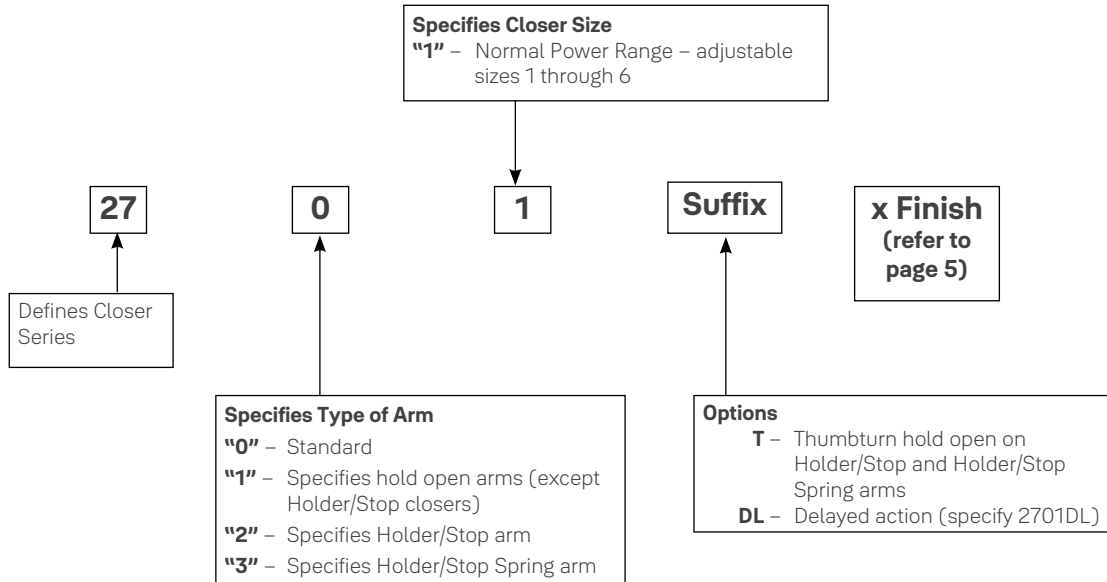 Specifies Closer Size
“1” – Normal Power Range – adjustable
sizes 1 through 6
27
0
1
Suffix
x Finish
(refer to
page 5)
Defines Closer
Series
Specifies Type of Arm
“0” – Standard
“1” – Specifies hold open arms (except
Holder/Stop closers)
“2” – Specifies Holder/Stop arm
“3” – Specifies Holder/Stop Spring arm
Options
T – Thumbturn hold open on
Holder/Stop and Holder/Stop
Spring arms
DL – Delayed action (specify 2701DL)